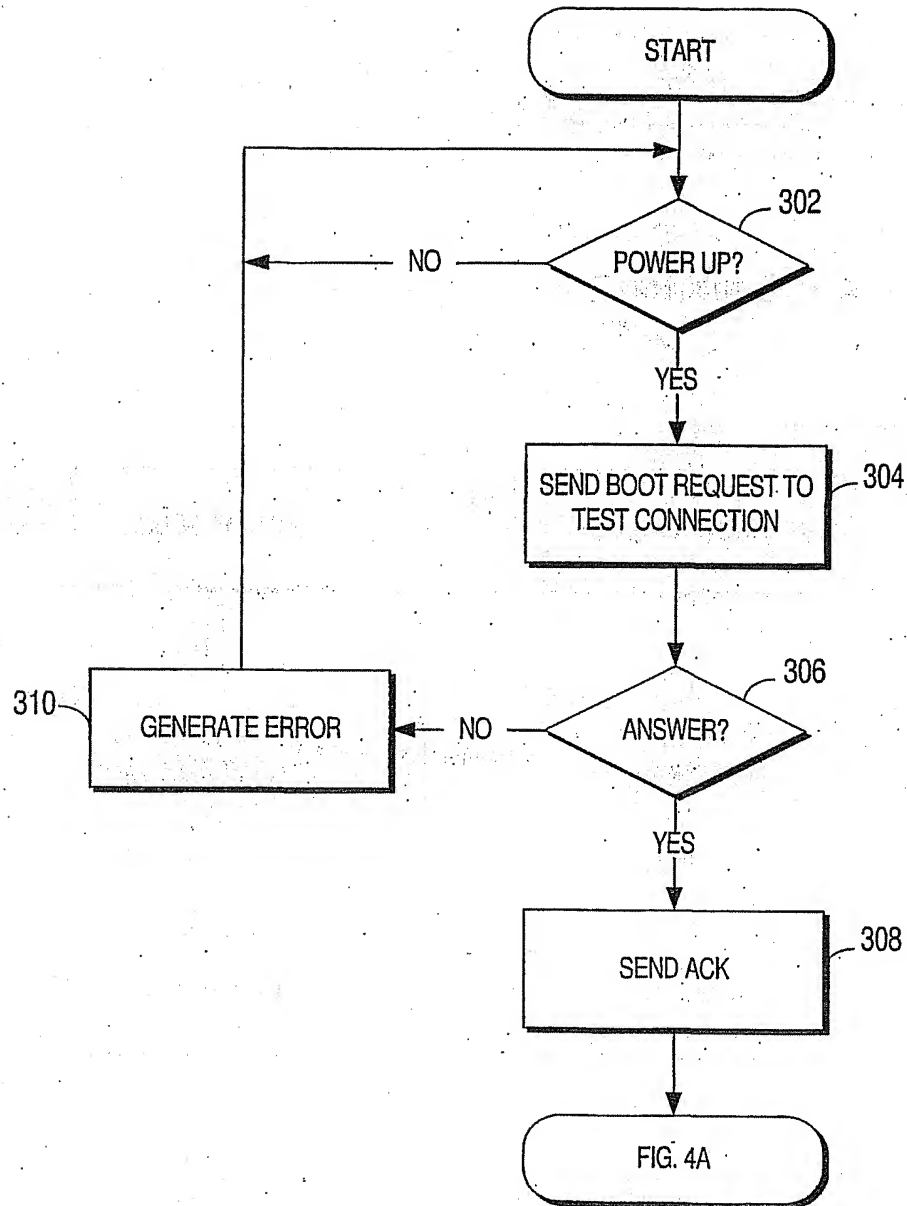 START
302
POWER UP?
NO
YES
SEND BOOT REQUEST TO
TEST CONNECTION
304
306
ANSWER?
NO
310
GENERATE ERROR
YES
SEND ACK
308
FIG. 4A